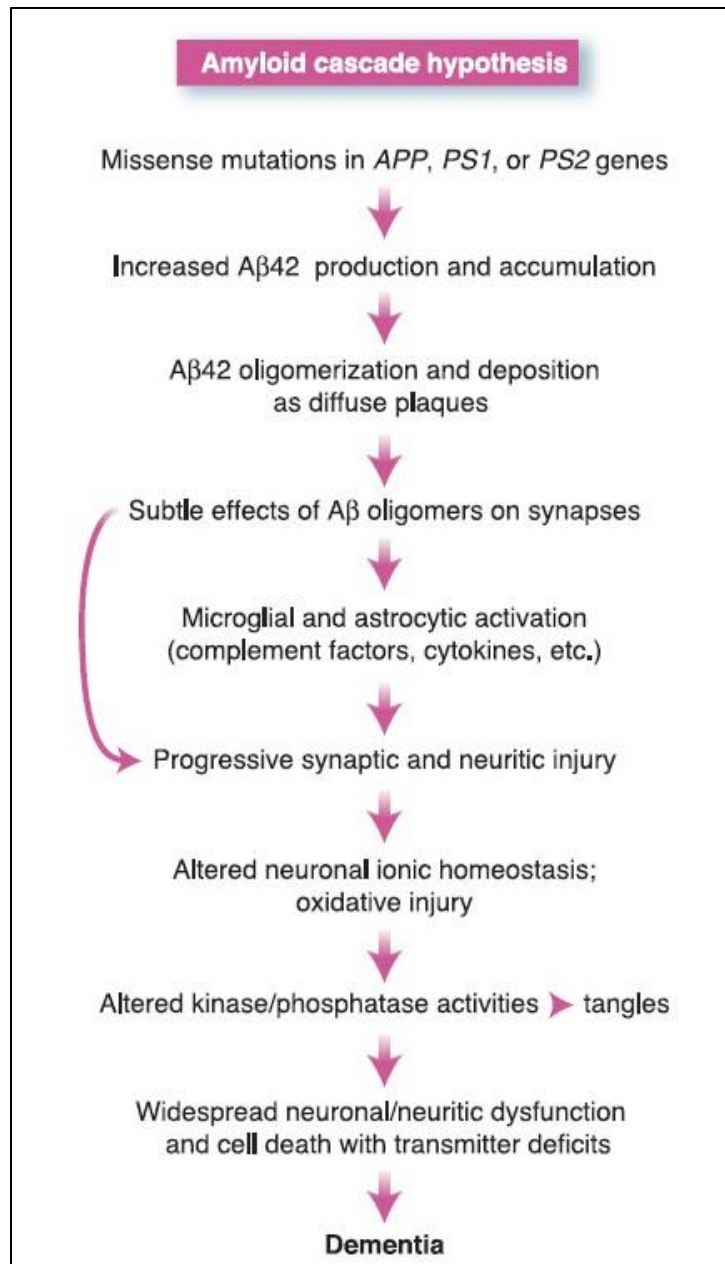 Amyloid cascade hypothesis
Missense mutations in APP, PS1, or PS2 genes
Increased Aβ42 production and accumulation
Aβ42 oligomerization and deposition
as diffuse plaques
Subtle effects of Aβ oligomers on synapses
Microglial and astrocytic activation
(complement factors, cytokines, etc.)
Progressive synaptic and neuritic injury
Altered neuronal ionic homeostasis;
oxidative injury
Altered kinase/phosphatase activities tangles
Widespread neuronal/neuritic dysfunction
and cell death with transmitter deficits
Dementia